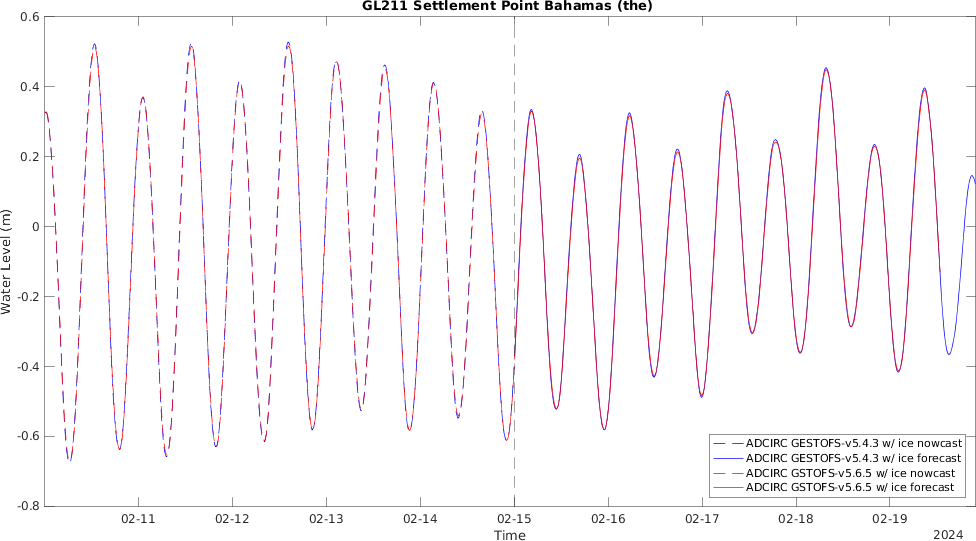 GL211 Settlement Point Bahamas (the)
0.6
0.4
0.2
0
-0.2
-0.4
-0.6
-0.8
Water Level (m)
ADCIRC GESTOFS-v5.4.3 w/ ice nowcast
ADCIRC GESTOFS-v5.4.3 w/ ice forecast
ADCIRC GSTOFS-v5.6.5 w/ ice nowcast
ADCIRC GSTOFS-v5.6.5 w/ ice forecast
02-11 02-12 02-13 02-14 02-15 02-16 02-17 02-18 02-19
Time
2024